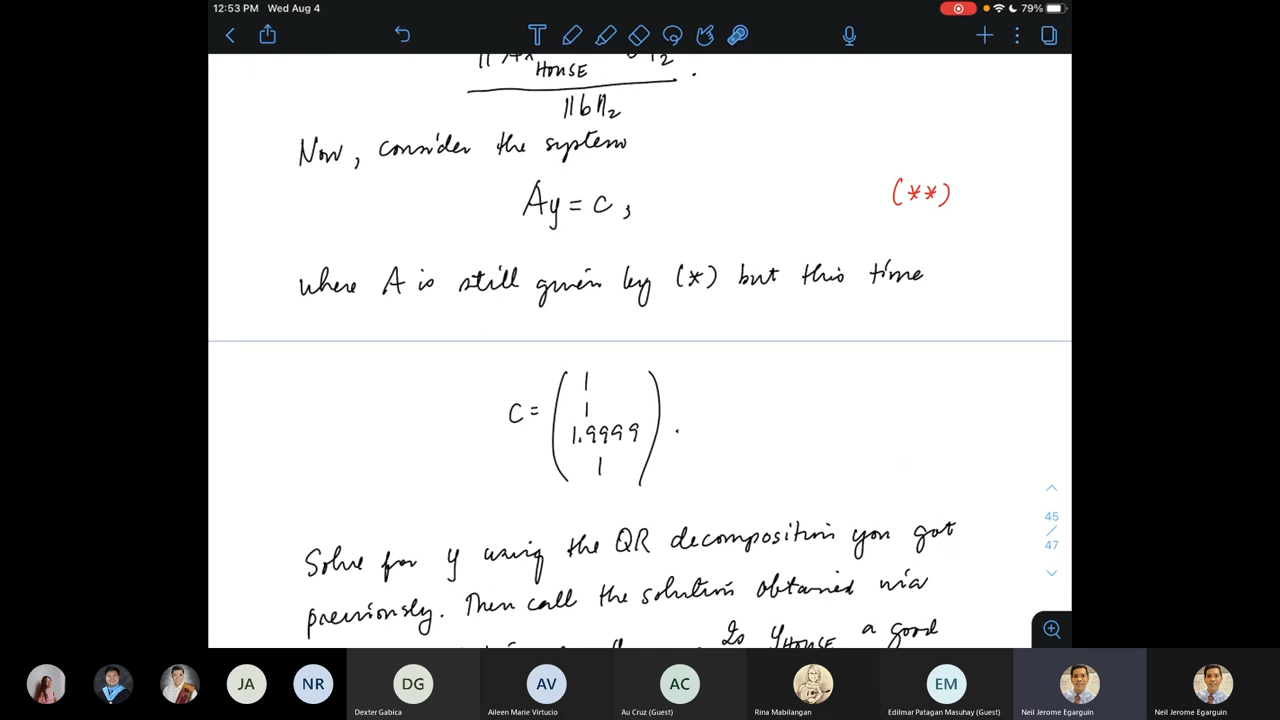 12:53 PM Wed Aug 4
79%
HOUSE
||b||₂
Now, consider the system
Ay = c, (**)
where A is still given by (*) but this time
c = ( 1
1
1.9999
1 ) .
45
/
47
Solve for y using the QR decomposition you got
previously. Then call the solution obtained via
Is y_HOUSE a good
JA NR DG AV AC EM
Dexter Gabica Aileen Marie Virtucio Au Cruz (Guest) Rina Mabilangan Edilmar Patagan Masuhay (Guest) Neil Jerome Egarguin Neil Jerome Egarguin